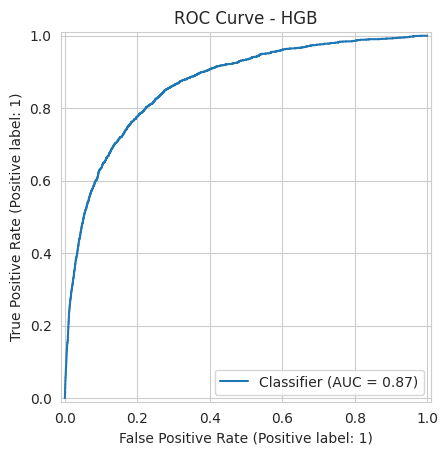 ROC Curve - HGB
True Positive Rate (Positive label: 1)
1.0
0.8
0.6
0.4
0.2
0.0
Classifier (AUC = 0.87)
0.0 0.2 0.4 0.6 0.8 1.0
False Positive Rate (Positive label: 1)